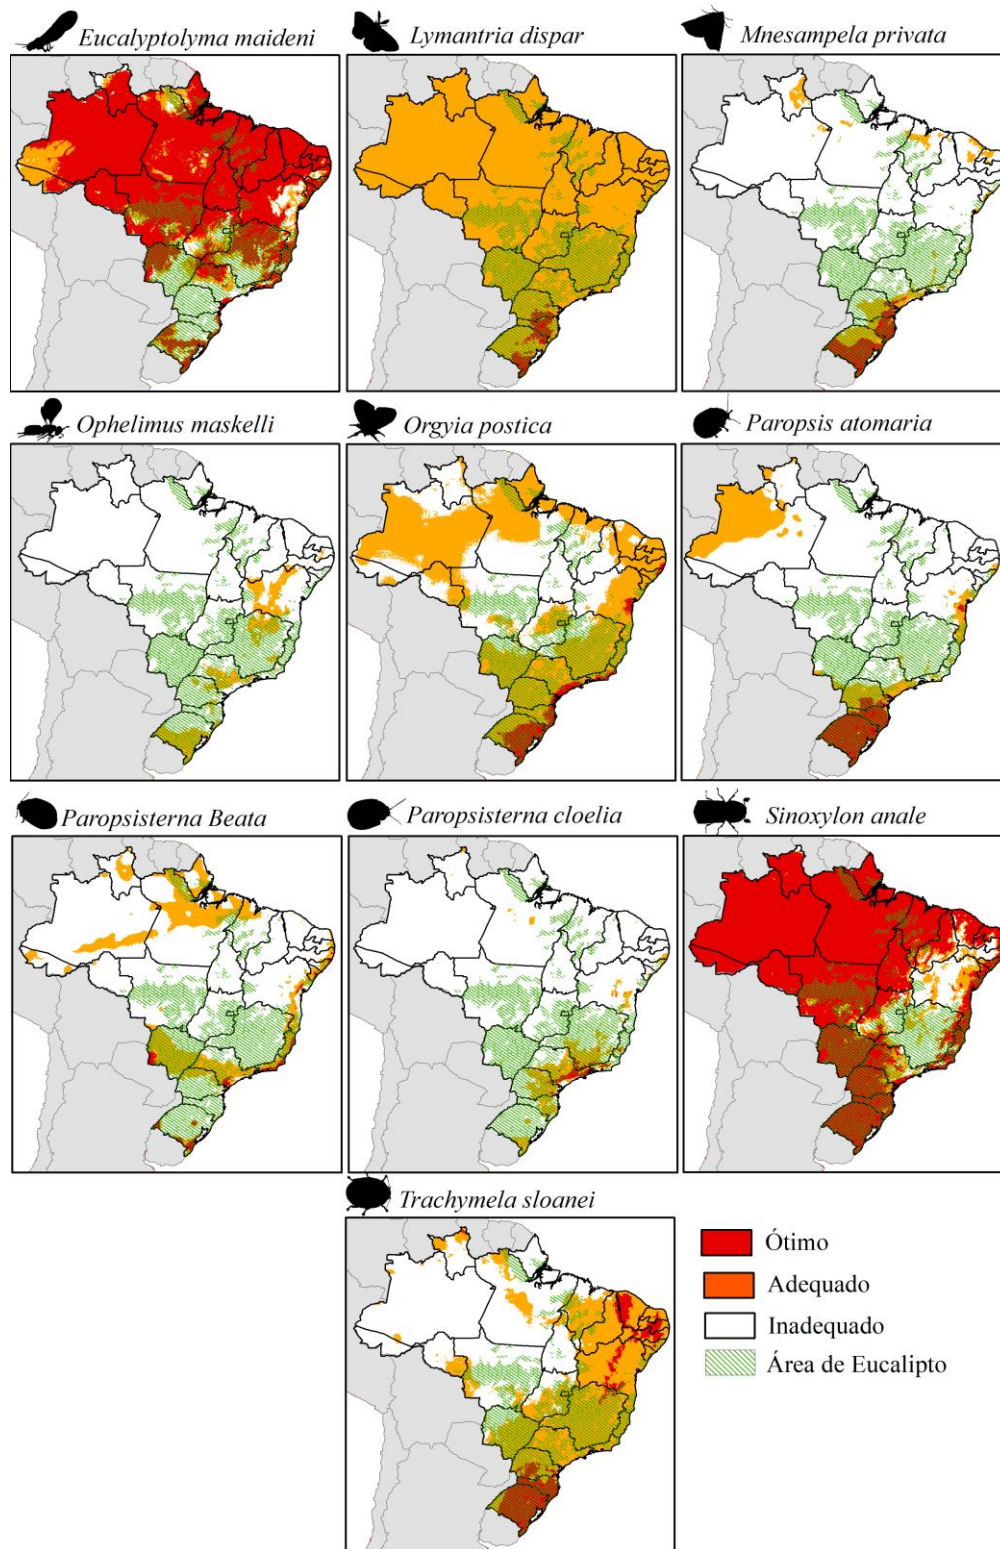 Eucalyptolyma maideni
Lymantria dispar
Mnesampela privata
Ophelimus maskelli
Orgyia postica
Paropsis atomaria
Paropsisterna Beata
Paropsisterna cloelia
Sinoxylon anale
Trachymela sloanei
Ótimo
Adequado
Inadequado
Área de Eucalipto